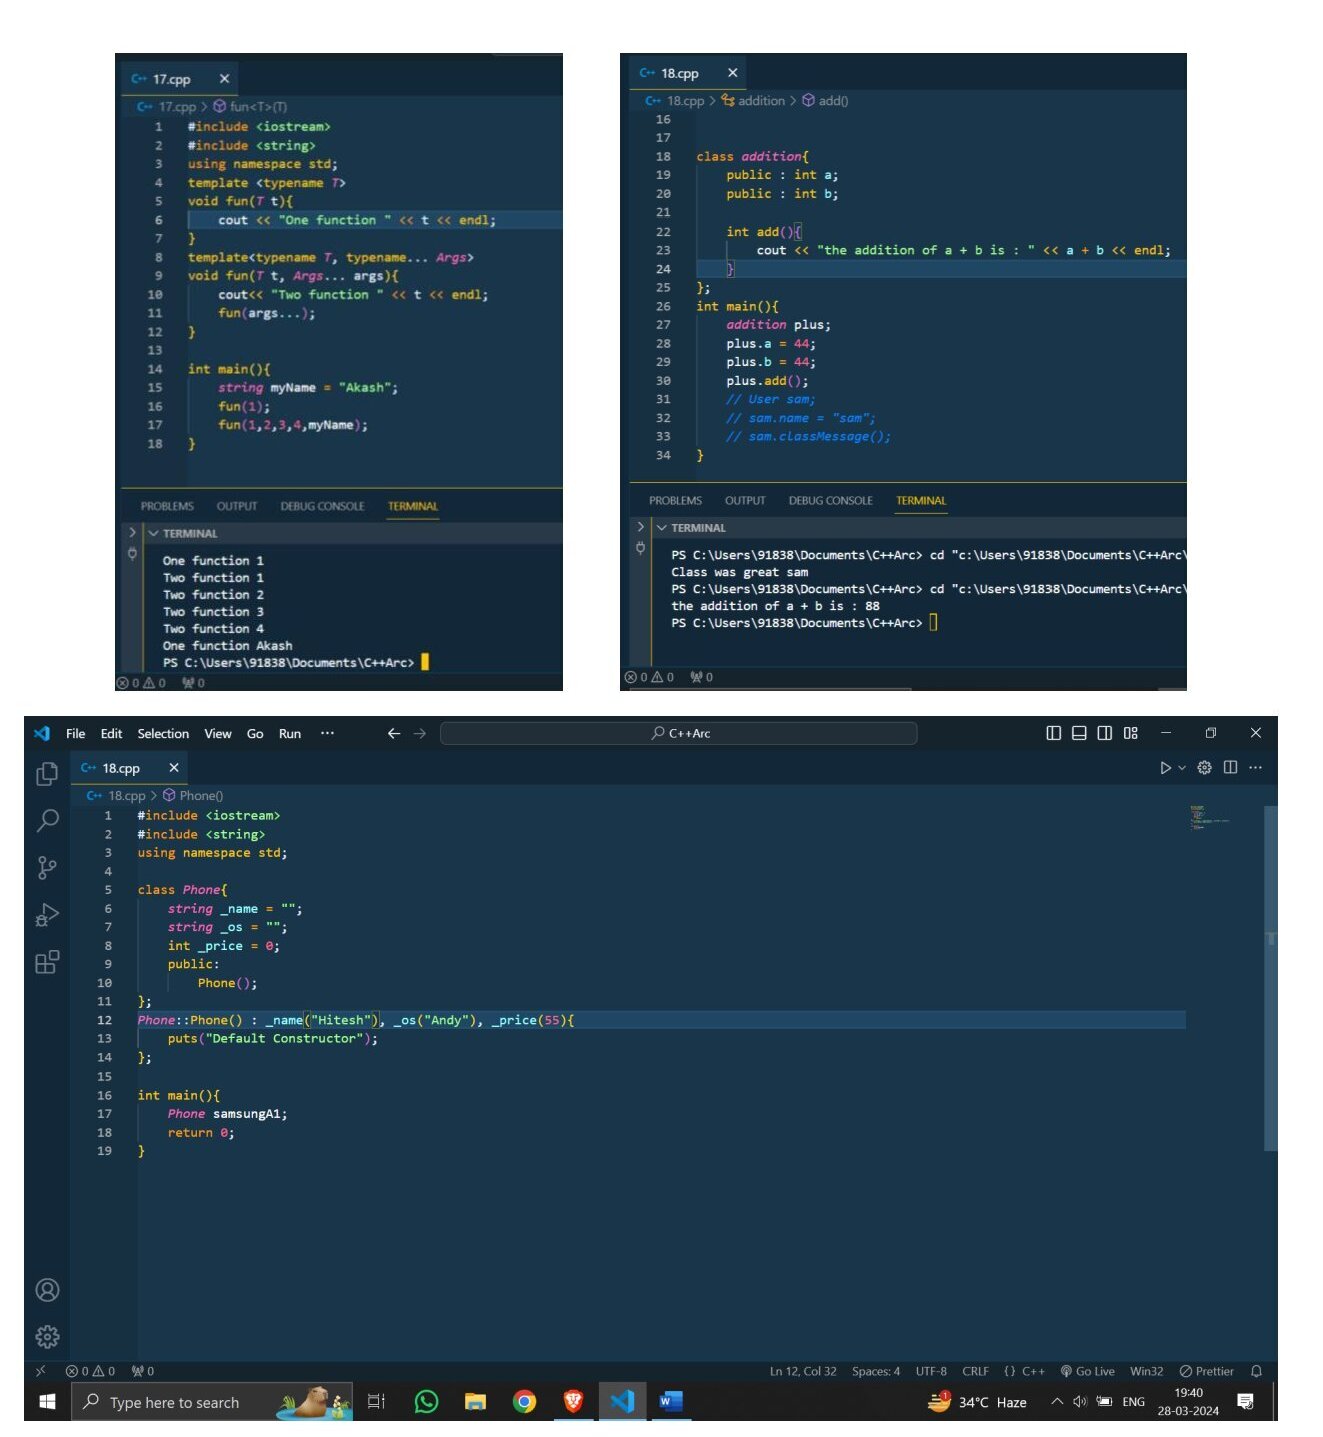 17.cpp
17.cpp > fun<T>(T)
1 #include <iostream>
2 #include <string>
3 using namespace std;
4 template <typename T>
5 void fun(T t){
6 cout << "One function " << t << endl;
7 }
8 template<typename T, typename... Args>
9 void fun(T t, Args... args){
10 cout<< "Two function " << t << endl;
11 fun(args...);
12 }
13
14 int main(){
15 string myName = "Akash";
16 fun(1);
17 fun(1,2,3,4,myName);
18 }
PROBLEMS OUTPUT DEBUG CONSOLE TERMINAL
TERMINAL
One function 1
Two function 1
Two function 2
Two function 3
Two function 4
One function Akash
PS C:\Users\91838\Documents\C++Arc>
0 0 0
18.cpp
18.cpp > addition > add()
16
17
18 class addition{
19 public : int a;
20 public : int b;
21
22 int add(){
23 cout << "the addition of a + b is : " << a + b << endl;
24 }
25 };
26 int main(){
27 addition plus;
28 plus.a = 44;
29 plus.b = 44;
30 plus.add();
31 // User sam;
32 // sam.name = "sam";
33 // sam.classMessage();
34 }
PROBLEMS OUTPUT DEBUG CONSOLE TERMINAL
TERMINAL
PS C:\Users\91838\Documents\C++Arc> cd "c:\Users\91838\Documents\C++Arc\
Class was great sam
PS C:\Users\91838\Documents\C++Arc> cd "c:\Users\91838\Documents\C++Arc\
the addition of a + b is : 88
PS C:\Users\91838\Documents\C++Arc>
0 0 0
File Edit Selection View Go Run ··· C++Arc
18.cpp
18.cpp > Phone()
1 #include <iostream>
2 #include <string>
3 using namespace std;
4
5 class Phone{
6 string _name = "";
7 string _os = "";
8 int _price = 0;
9 public:
10 Phone();
11 };
12 Phone::Phone() : _name("Hitesh"), _os("Andy"), _price(55){
13 puts("Default Constructor");
14 };
15
16 int main(){
17 Phone samsungA1;
18 return 0;
19 }
0 0 0 Ln 12, Col 32 Spaces: 4 UTF-8 CRLF {} C++ Go Live Win32 Prettier
Type here to search 1 34°C Haze ENG 19:40
28-03-2024